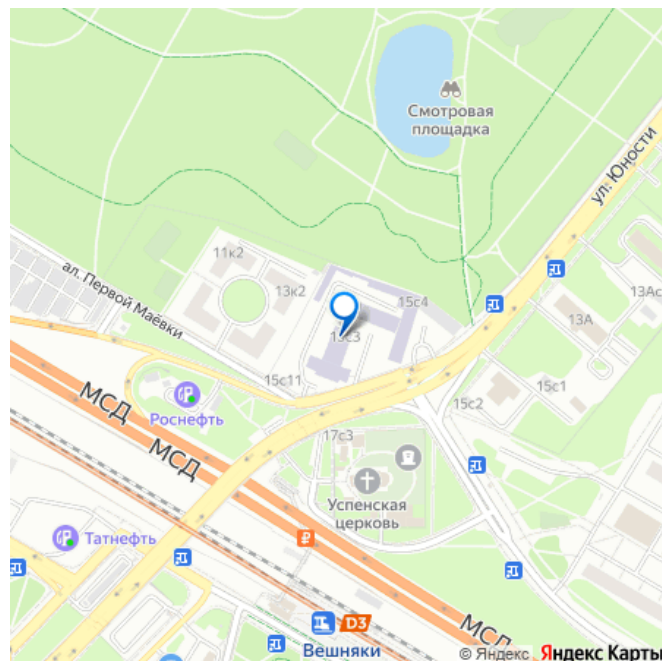 Смотровая
площадка
ул. Юности
11к2
ал. Первой Маёвки
13к2
15с4
13Ас
13А
15с3
15с11
15с1
15с2
МСД
Роснефть
МСД
17с3
Успенская
церковь
Татнефть
₽
D3
МСД
Вешняки
© Яндекс Яндекс Карты